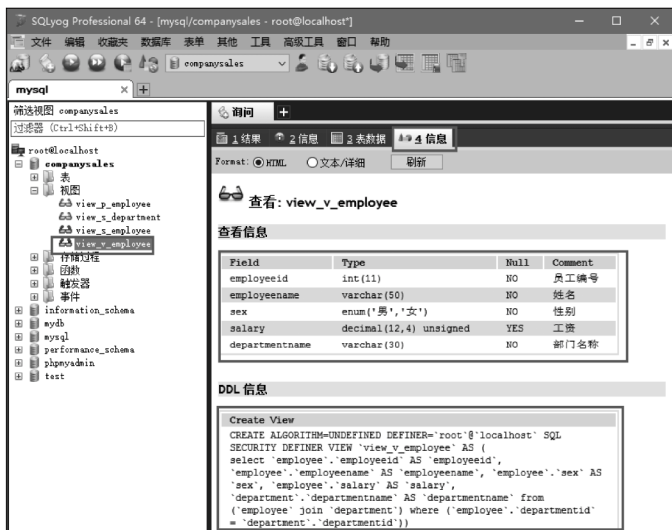 SQLyog Professional 64 - [mysql/companysales - root@localhost*]
文件 编辑 收藏夹 数据库 表单 其他 工具 高级工具 窗口 帮助
companysales
mysql
筛选视图 companysales
过滤器 (Ctrl+Shift+B)
root@localhost
companysales
表
视图
view_p_employee
view_s_department
view_s_employee
view_v_employee
存储过程
函数
触发器
事件
information_schema
mydb
mysql
performance_schema
phpmyadmin
test
询问
1 结果 2 信息 3 表数据 4 信息
Format: HTML 文本/详细 刷新
查看: view_v_employee
查看信息
Field Type Null Comment
employeeid int(11) NO 员工编号
employeename varchar(50) NO 姓名
sex enum('男','女') NO 性别
salary decimal(12,4) unsigned YES 工资
departmentname varchar(30) NO 部门名称
DDL 信息
Create View
CREATE ALGORITHM=UNDEFINED DEFINER=`root`@`localhost` SQL
SECURITY DEFINER VIEW `view_v_employee` AS (
select `employee`.`employeeid` AS `employeeid`,
`employee`.`employeename` AS `employeename`, `employee`.`sex` AS
`sex`, `employee`.`salary` AS `salary`,
`department`.`departmentname` AS `departmentname` from
(`employee` join `department`) where (`employee`.`departmentid`
= `department`.`departmentid`))